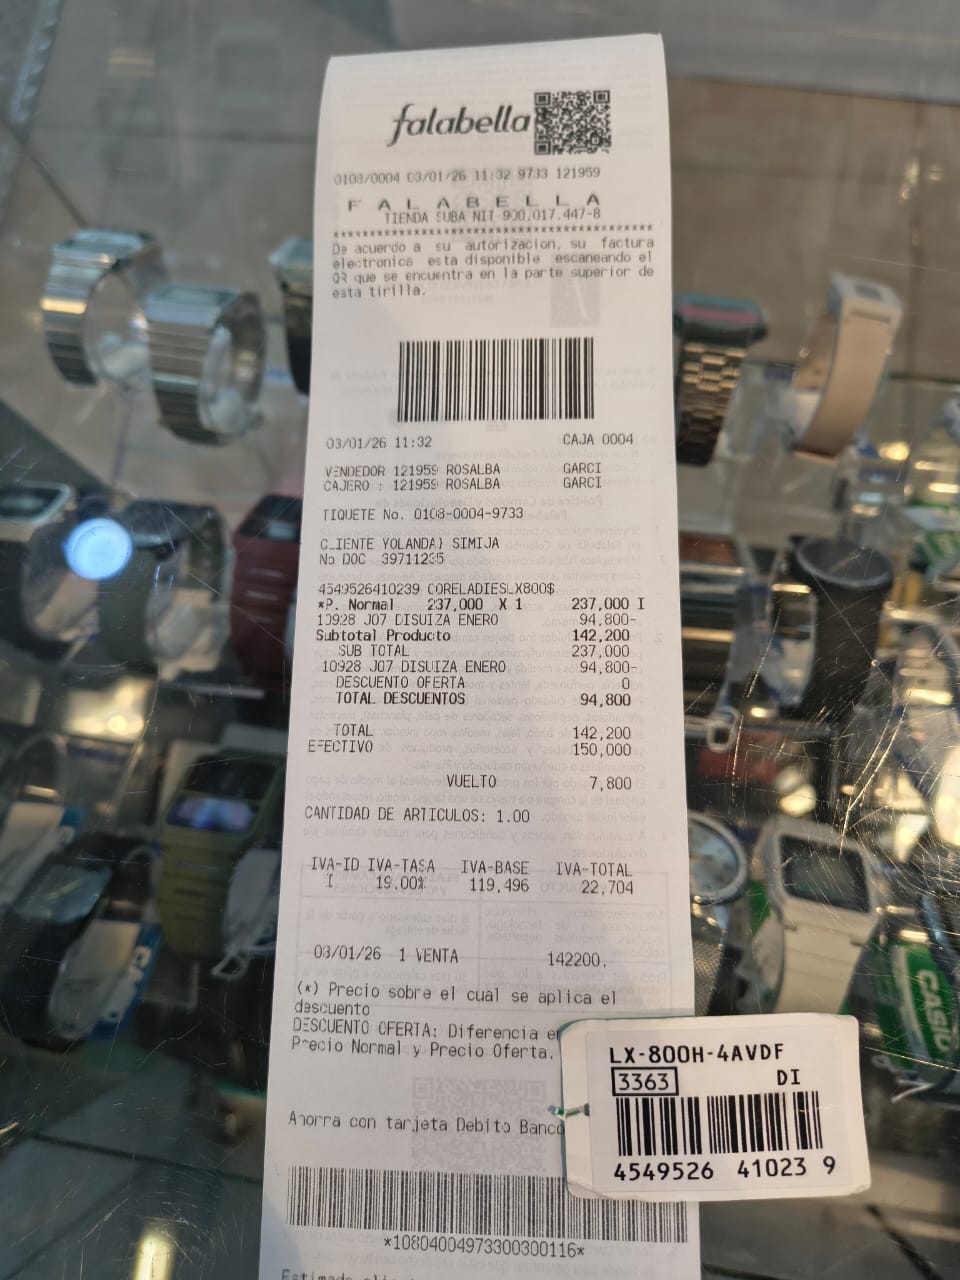 falabella
0108/0004 03/01/26 11:32 9733 121959
F A L A B E L L A
TIENDA SUBA NIT 900.017.447-8
****************************************
De acuerdo a su autorizacion, su factura
electronica esta disponible escaneando el
QR que se encuentra en la parte superior de
esta tirilla.
03/01/26 11:32 CAJA 0004
VENDEDOR 121959 ROSALBA GARCI
CAJERO : 121959 ROSALBA GARCI
TIQUETE No. 0108-0004-9733
CLIENTE YOLANDA) SIMIJA
No DOC 39711235
4549526410239 CORELADIESLX800$
*P. Normal 237,000 X 1 237,000 I
10928 J07 DISUIZA ENERO 94,800-
Subtotal Producto 142,200
SUB TOTAL 237,000
10928 J07 DISUIZA ENERO 94,800-
DESCUENTO OFERTA 0
TOTAL DESCUENTOS 94,800
TOTAL 142,200
EFECTIVO 150,000
VUELTO 7,800
CANTIDAD DE ARTICULOS: 1.00
IVA-ID IVA-TASA IVA-BASE IVA-TOTAL
I 19.00% 119,496 22,704
03/01/26 1 VENTA 142200.
(*) Precio sobre el cual se aplica el
descuento
DESCUENTO OFERTA: Diferencia en
Precio Normal y Precio Oferta.
Ahorra con tarjeta Debito Banco
*10804004973300300116*
Estimado
LX-800H-4AVDF
3363 DI
4549526 41023 9
CASIO